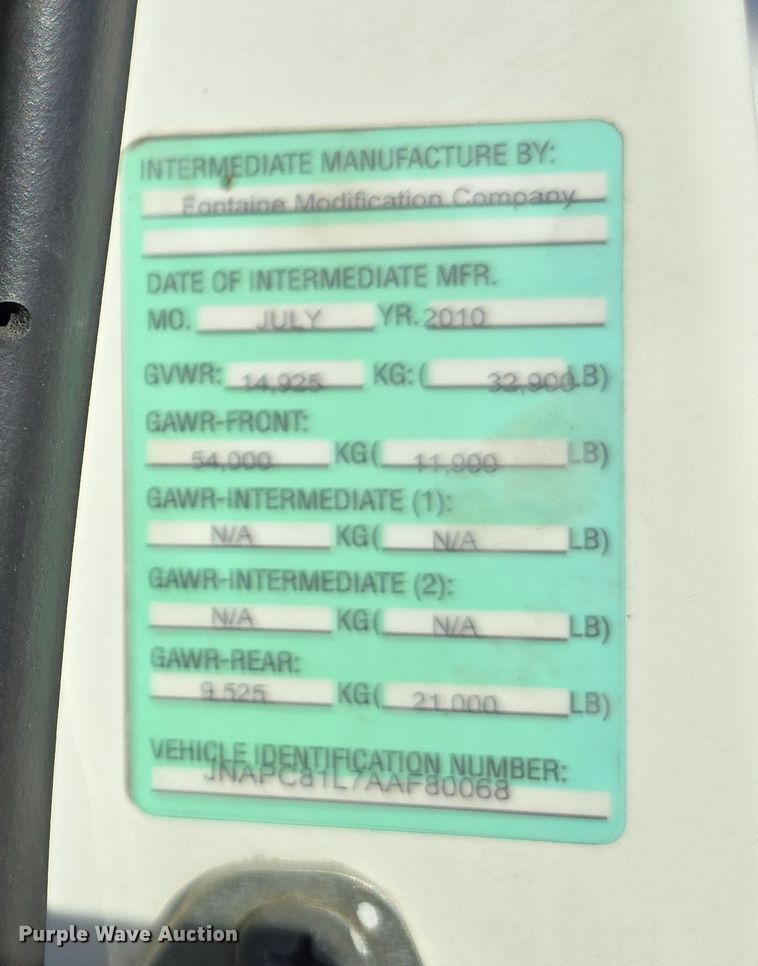 INTERMEDIATE MANUFACTURE BY:
Fontaine Modification Company
DATE OF INTERMEDIATE MFR.
MO. JULY YR. 2010
GVWR: 14,925 KG: ( 32,900 LB)
GAWR-FRONT:
54,000 KG ( 11,900 LB)
GAWR-INTERMEDIATE (1):
N/A KG ( N/A LB)
GAWR-INTERMEDIATE (2):
N/A KG ( N/A LB)
GAWR-REAR:
9,525 KG ( 21,000 LB)
VEHICLE IDENTIFICATION NUMBER:
JNAPC81L7AAF80068
Purple Wave Auction